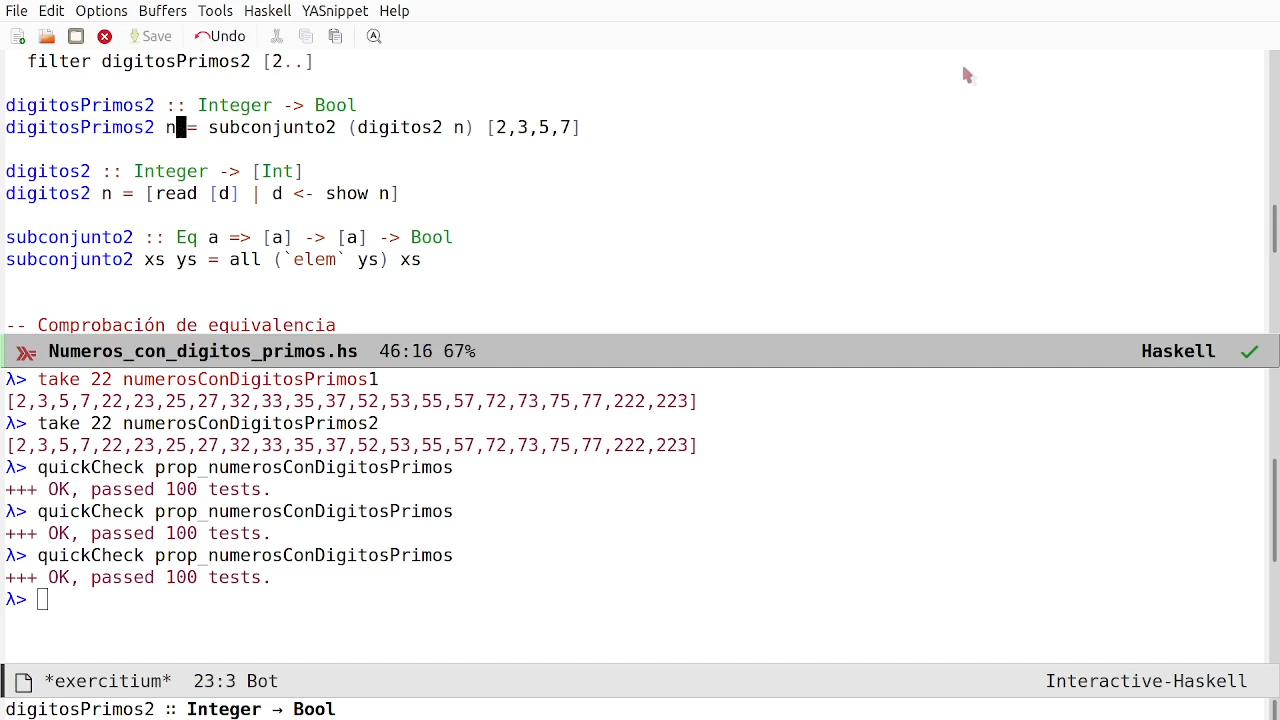 File Edit Options Buffers Tools Haskell YASnippet Help
Save Undo
filter digitosPrimos2 [2..]
digitosPrimos2 :: Integer -> Bool
digitosPrimos2 n = subconjunto2 (digitos2 n) [2,3,5,7]
digitos2 :: Integer -> [Int]
digitos2 n = [read [d] | d <- show n]
subconjunto2 :: Eq a => [a] -> [a] -> Bool
subconjunto2 xs ys = all (`elem` ys) xs
-- Comprobación de equivalencia
Numeros_con_digitos_primos.hs 46:16 67% Haskell
λ> take 22 numerosConDigitosPrimos1
[2,3,5,7,22,23,25,27,32,33,35,37,52,53,55,57,72,73,75,77,222,223]
λ> take 22 numerosConDigitosPrimos2
[2,3,5,7,22,23,25,27,32,33,35,37,52,53,55,57,72,73,75,77,222,223]
λ> quickCheck prop_numerosConDigitosPrimos
+++ OK, passed 100 tests.
λ> quickCheck prop_numerosConDigitosPrimos
+++ OK, passed 100 tests.
λ> quickCheck prop_numerosConDigitosPrimos
+++ OK, passed 100 tests.
λ>
*exercitium* 23:3 Bot Interactive-Haskell
digitosPrimos2 ∷ Integer → Bool